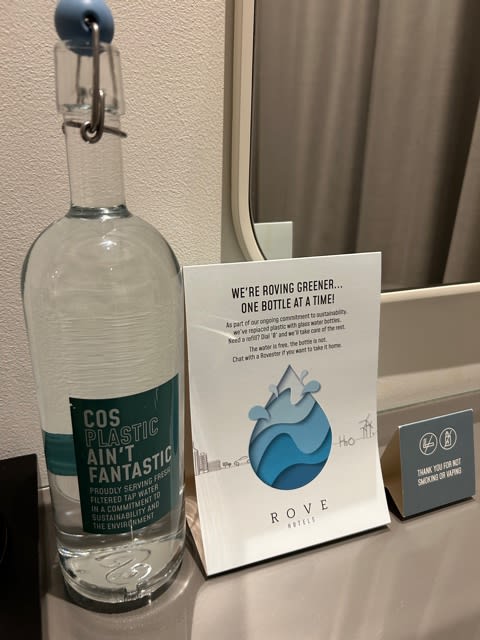 COS
PLASTIC
AIN'T
FANTASTIC
PROUDLY SERVING FRESH
FILTERED TAP WATER
IN A COMMITMENT TO
SUSTAINABILITY AND
THE ENVIRONMENT
WE'RE ROVING GREENER...
ONE BOTTLE AT A TIME!
As part of our ongoing commitment to sustainability,
we've replaced plastic with glass water bottles.
Need a refill? Dial '0' and we'll take care of the rest.
The water is free, the bottle is not.
Chat with a Rovester if you want to take it home.
H2O
ROVE
HOTELS
THANK YOU FOR NOT
SMOKING OR VAPING